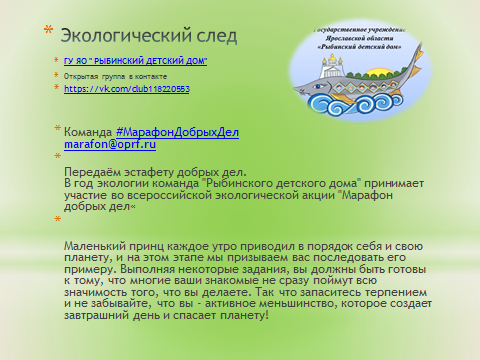 * Экологический след
Государственное учреждение
Ярославской области
«Рыбинский детский дом»
* ГУ ЯО " РЫБИНСКИЙ ДЕТСКИЙ ДОМ"
* Открытая группа в контакте
* https://vk.com/club118220553
* Команда #МарафонДобрыхДел
marafon@oprf.ru
*
Передаём эстафету добрых дел.
В год экологии команда "Рыбинского детского дома" принимает
участие во всероссийской экологической акции "Марафон
добрых дел«
*
Маленький принц каждое утро приводил в порядок себя и свою
планету, и на этом этапе мы призываем вас последовать его
примеру. Выполняя некоторые задания, вы должны быть готовы
к тому, что многие ваши знакомые не сразу поймут всю
значимость того, что вы делаете. Так что запаситесь терпением
и не забывайте, что вы - активное меньшинство, которое создает
завтрашний день и спасает планету!